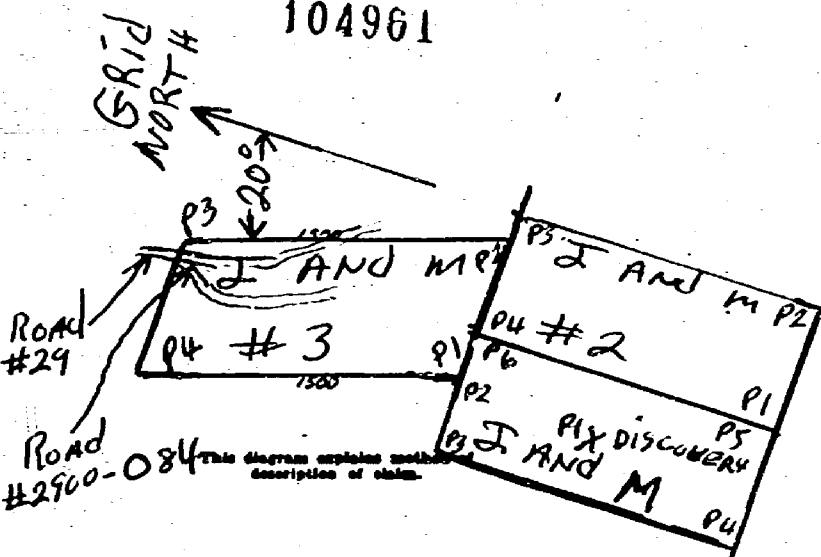 104961
GRid
NORTH
20°
P3
1500
I ANd M P2
P4 # 3 P1
1500
ROAd
#29
ROAd
#2900-084
This diagram explains method of
description of claim.
P3 I ANd M P2
P4 # 2 P1
P6
P5
P2
P1 X DISCOVERY
P3 I ANd M
P4